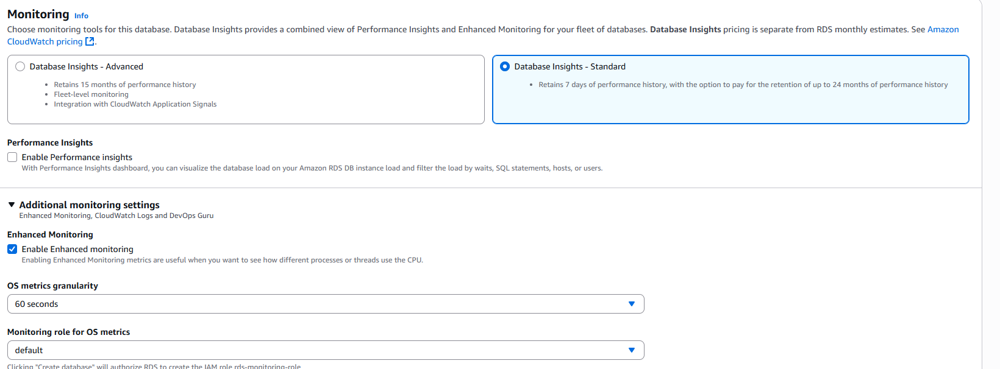 Monitoring Info
Choose monitoring tools for this database. Database Insights provides a combined view of Performance Insights and Enhanced Monitoring for your fleet of databases. Database Insights pricing is separate from RDS monthly estimates. See Amazon
CloudWatch pricing.
Database Insights - Advanced
• Retains 15 months of performance history
• Fleet-level monitoring
• Integration with CloudWatch Application Signals
Database Insights - Standard
• Retains 7 days of performance history, with the option to pay for the retention of up to 24 months of performance history
Performance Insights
Enable Performance insights
With Performance Insights dashboard, you can visualize the database load on your Amazon RDS DB instance load and filter the load by waits, SQL statements, hosts, or users.
Additional monitoring settings
Enhanced Monitoring, CloudWatch Logs and DevOps Guru
Enhanced Monitoring
Enable Enhanced monitoring
Enabling Enhanced Monitoring metrics are useful when you want to see how different processes or threads use the CPU.
OS metrics granularity
60 seconds
Monitoring role for OS metrics
default
Clicking "Create database" will authorize RDS to create the IAM role rds-monitoring-role